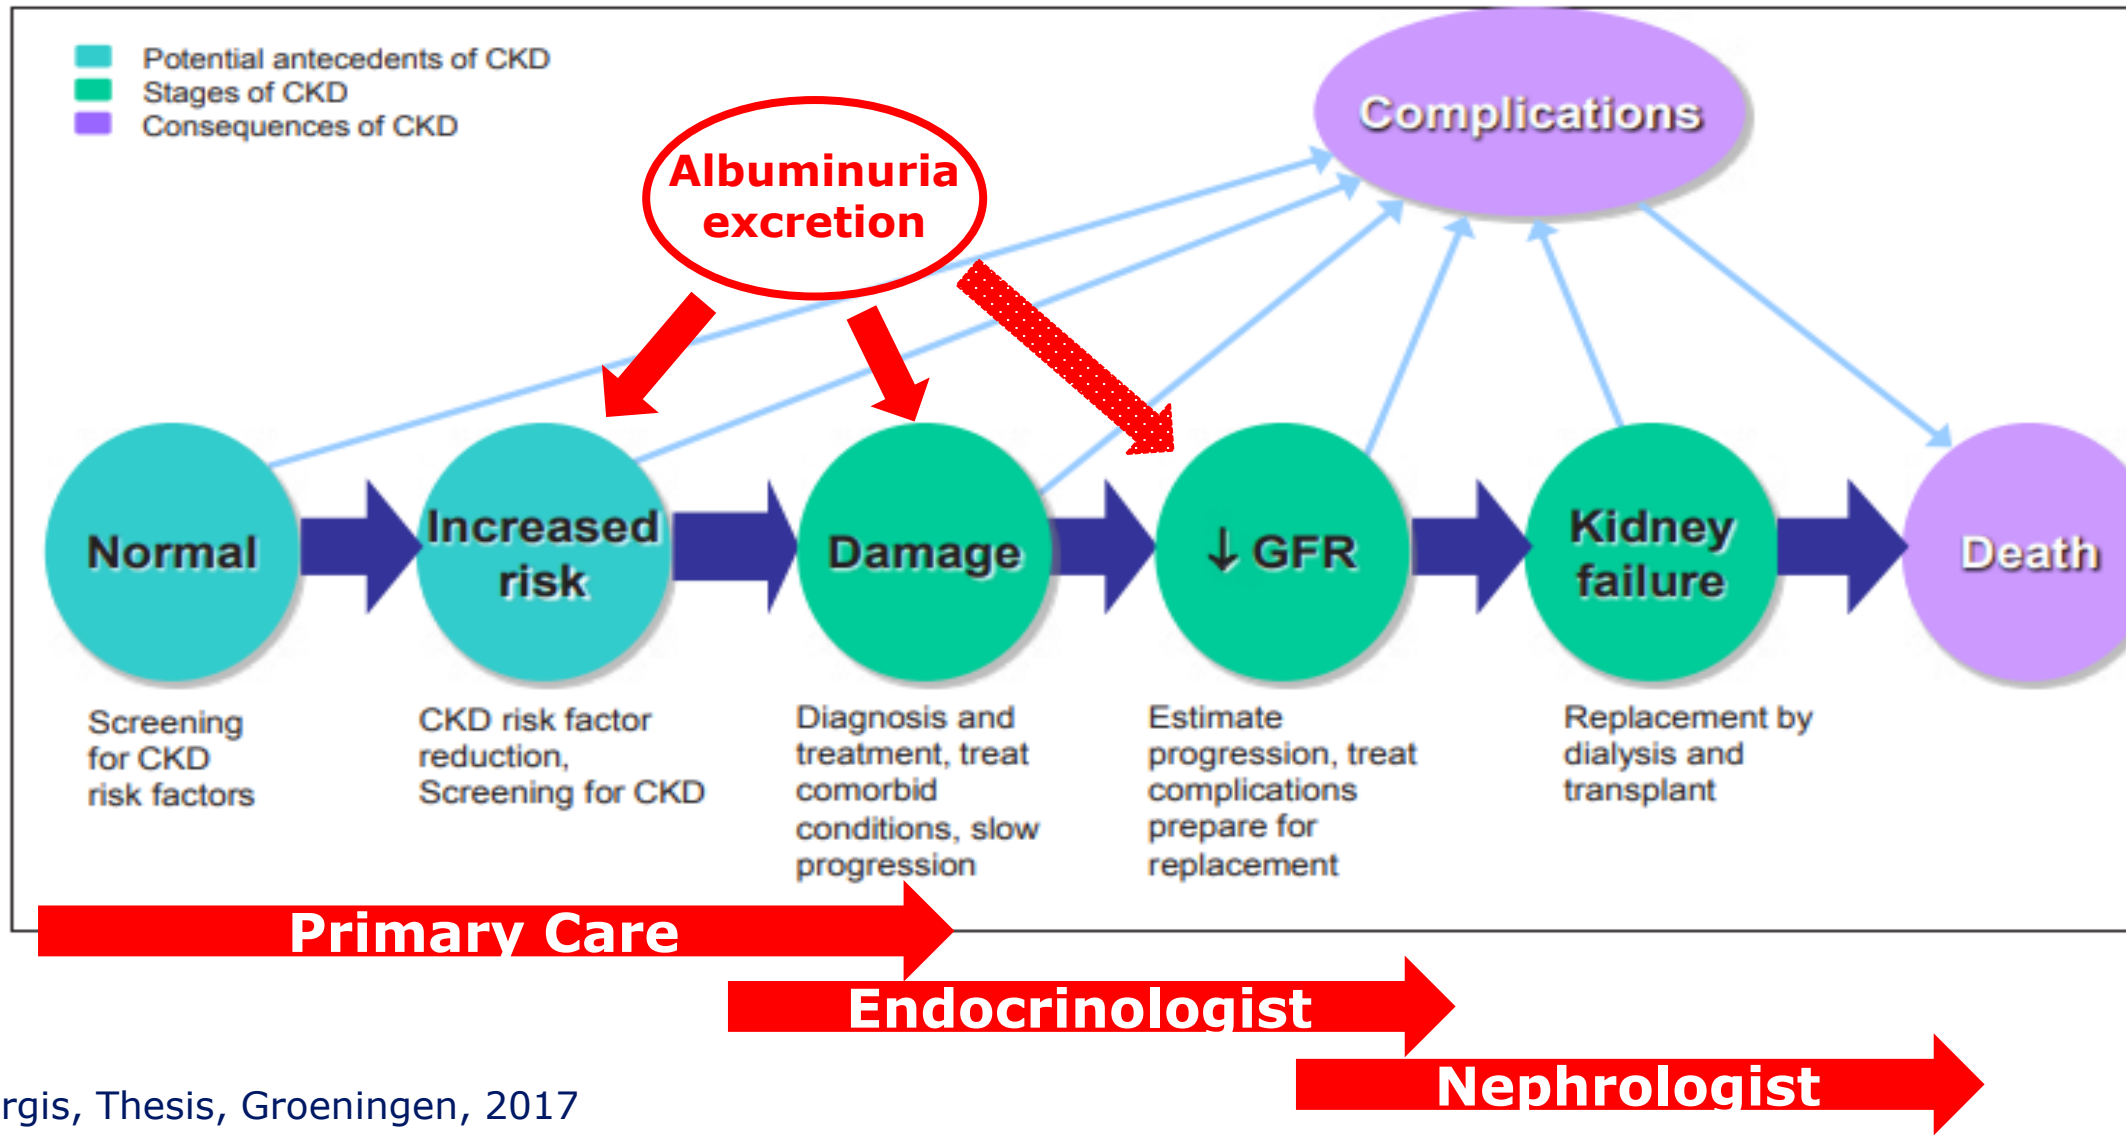 Potential antecedents of CKD
Stages of CKD
Consequences of CKD
Albuminuria
excretion
Complications
Normal
Increased
risk
Damage
↓ GFR
Kidney
failure
Death
Screening
for CKD
risk factors
CKD risk factor
reduction,
Screening for CKD
Diagnosis and
treatment, treat
comorbid
conditions, slow
progression
Estimate
progression, treat
complications
prepare for
replacement
Replacement by
dialysis and
transplant
Primary Care
Endocrinologist
Nephrologist
rgis, Thesis, Groeningen, 2017